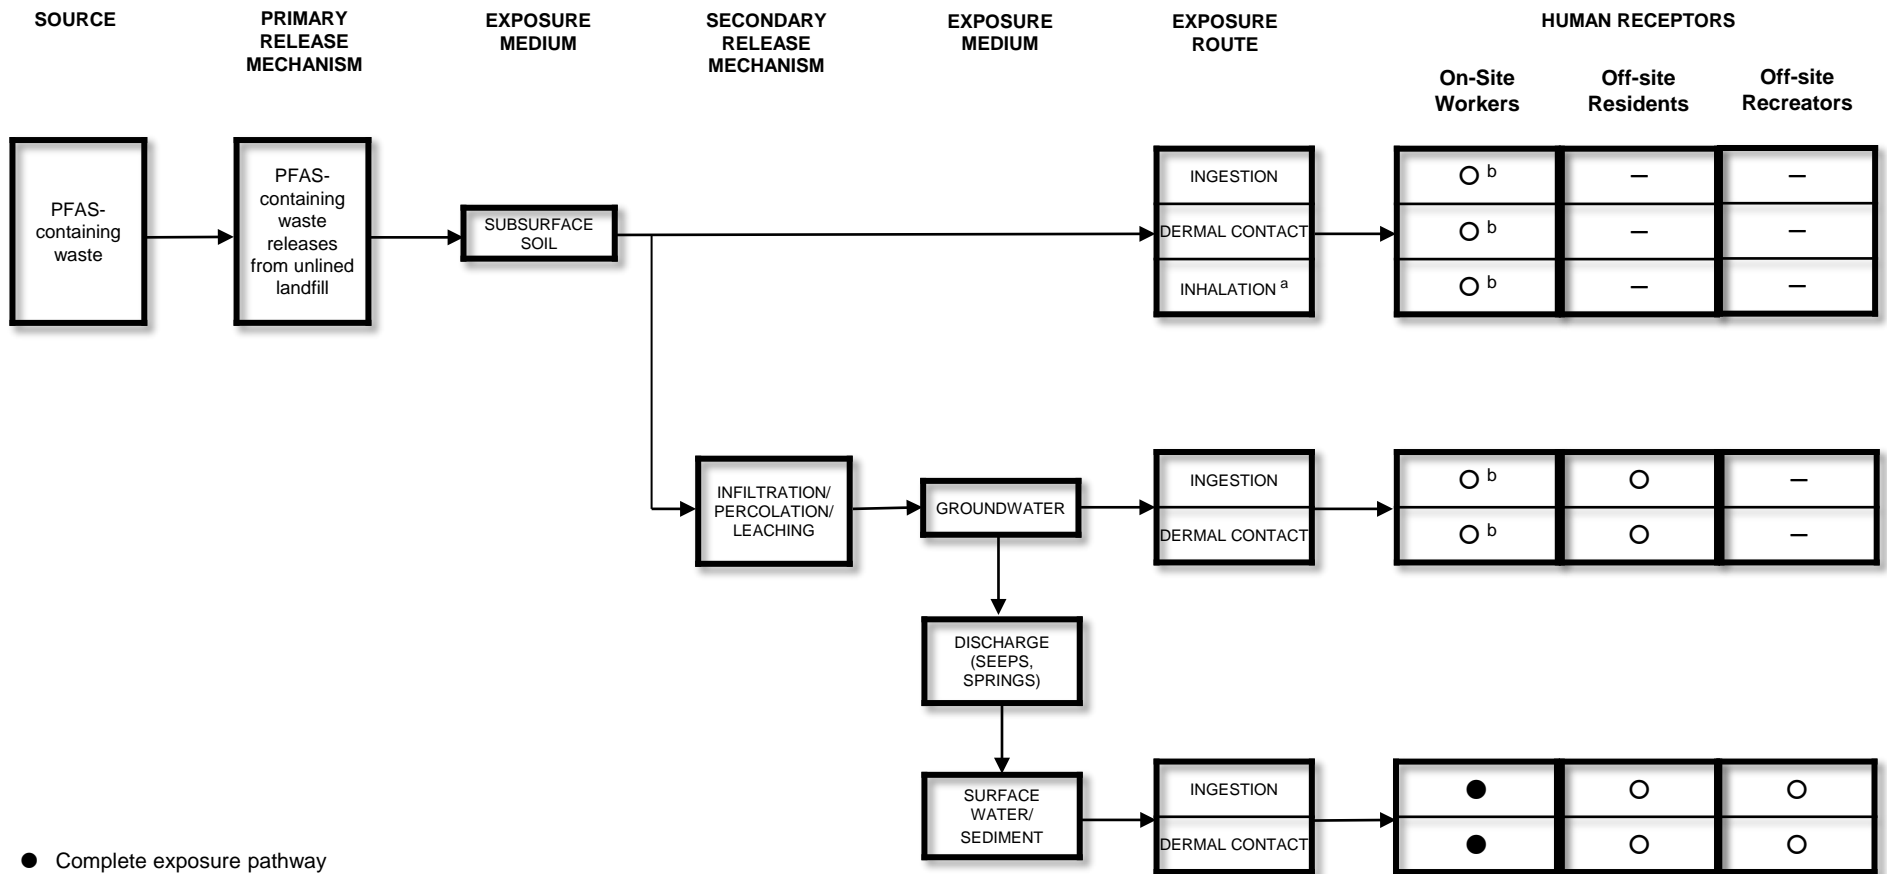 SOURCE
PRIMARY
RELEASE
MECHANISM
EXPOSURE
MEDIUM
SECONDARY
RELEASE
MECHANISM
EXPOSURE
MEDIUM
EXPOSURE
ROUTE
HUMAN RECEPTORS
On-Site
Workers
Off-site
Residents
Off-site
Recreators
PFAS-
containing
waste
PFAS-
containing
waste
releases
from unlined
landfill
SUBSURFACE
SOIL
INGESTION
○ b
–
–
DERMAL CONTACT
○ b
–
–
INHALATION a
○ b
–
–
INFILTRATION/
PERCOLATION/
LEACHING
GROUNDWATER
INGESTION
○ b
○
–
DERMAL CONTACT
○ b
○
–
DISCHARGE
(SEEPS,
SPRINGS)
SURFACE
WATER/
SEDIMENT
INGESTION
●
○
○
DERMAL CONTACT
●
○
○
● Complete exposure pathway